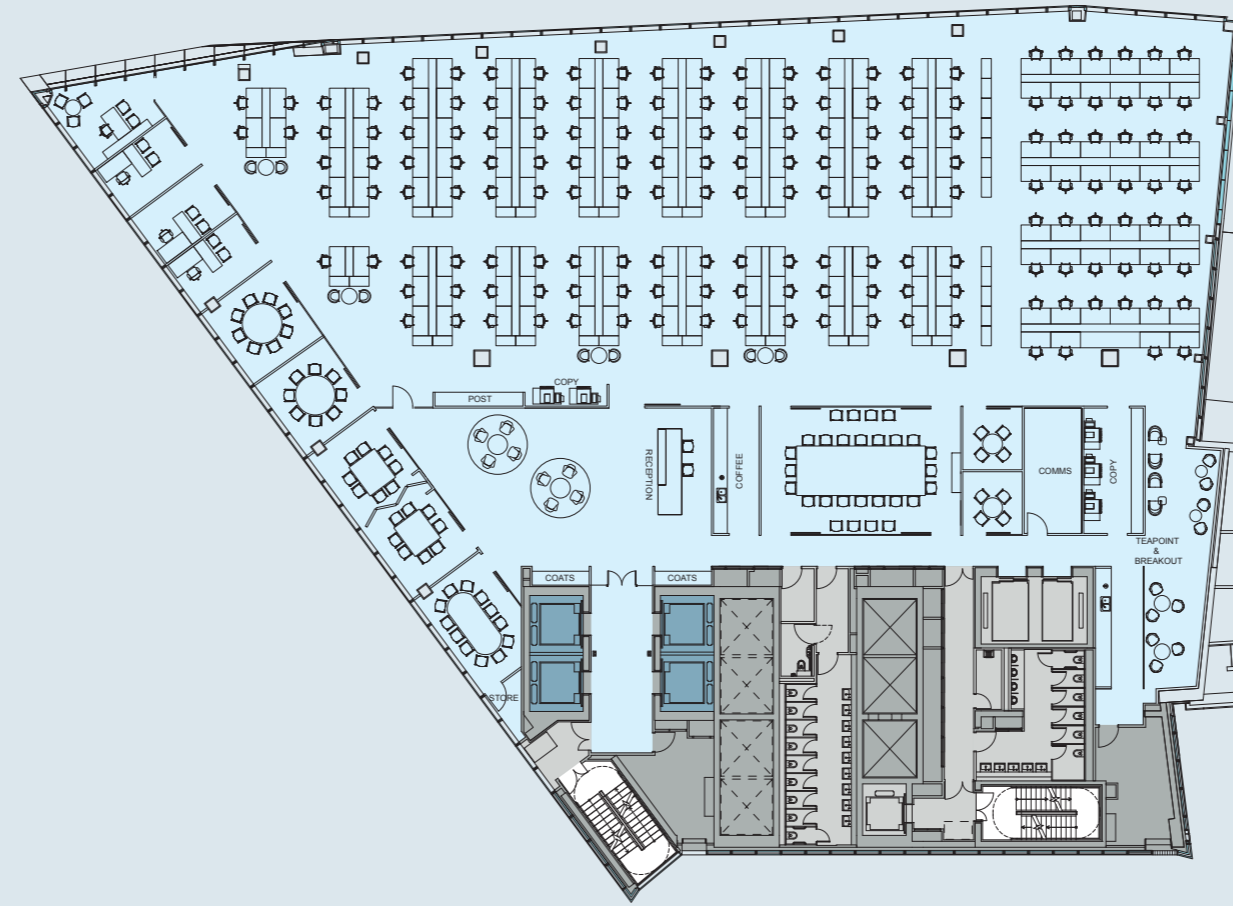 COPY
POST
RECEPTION
COFFEE
COMMS
COPY
TEAPOINT
&
BREAKOUT
COATS
COATS
STORE